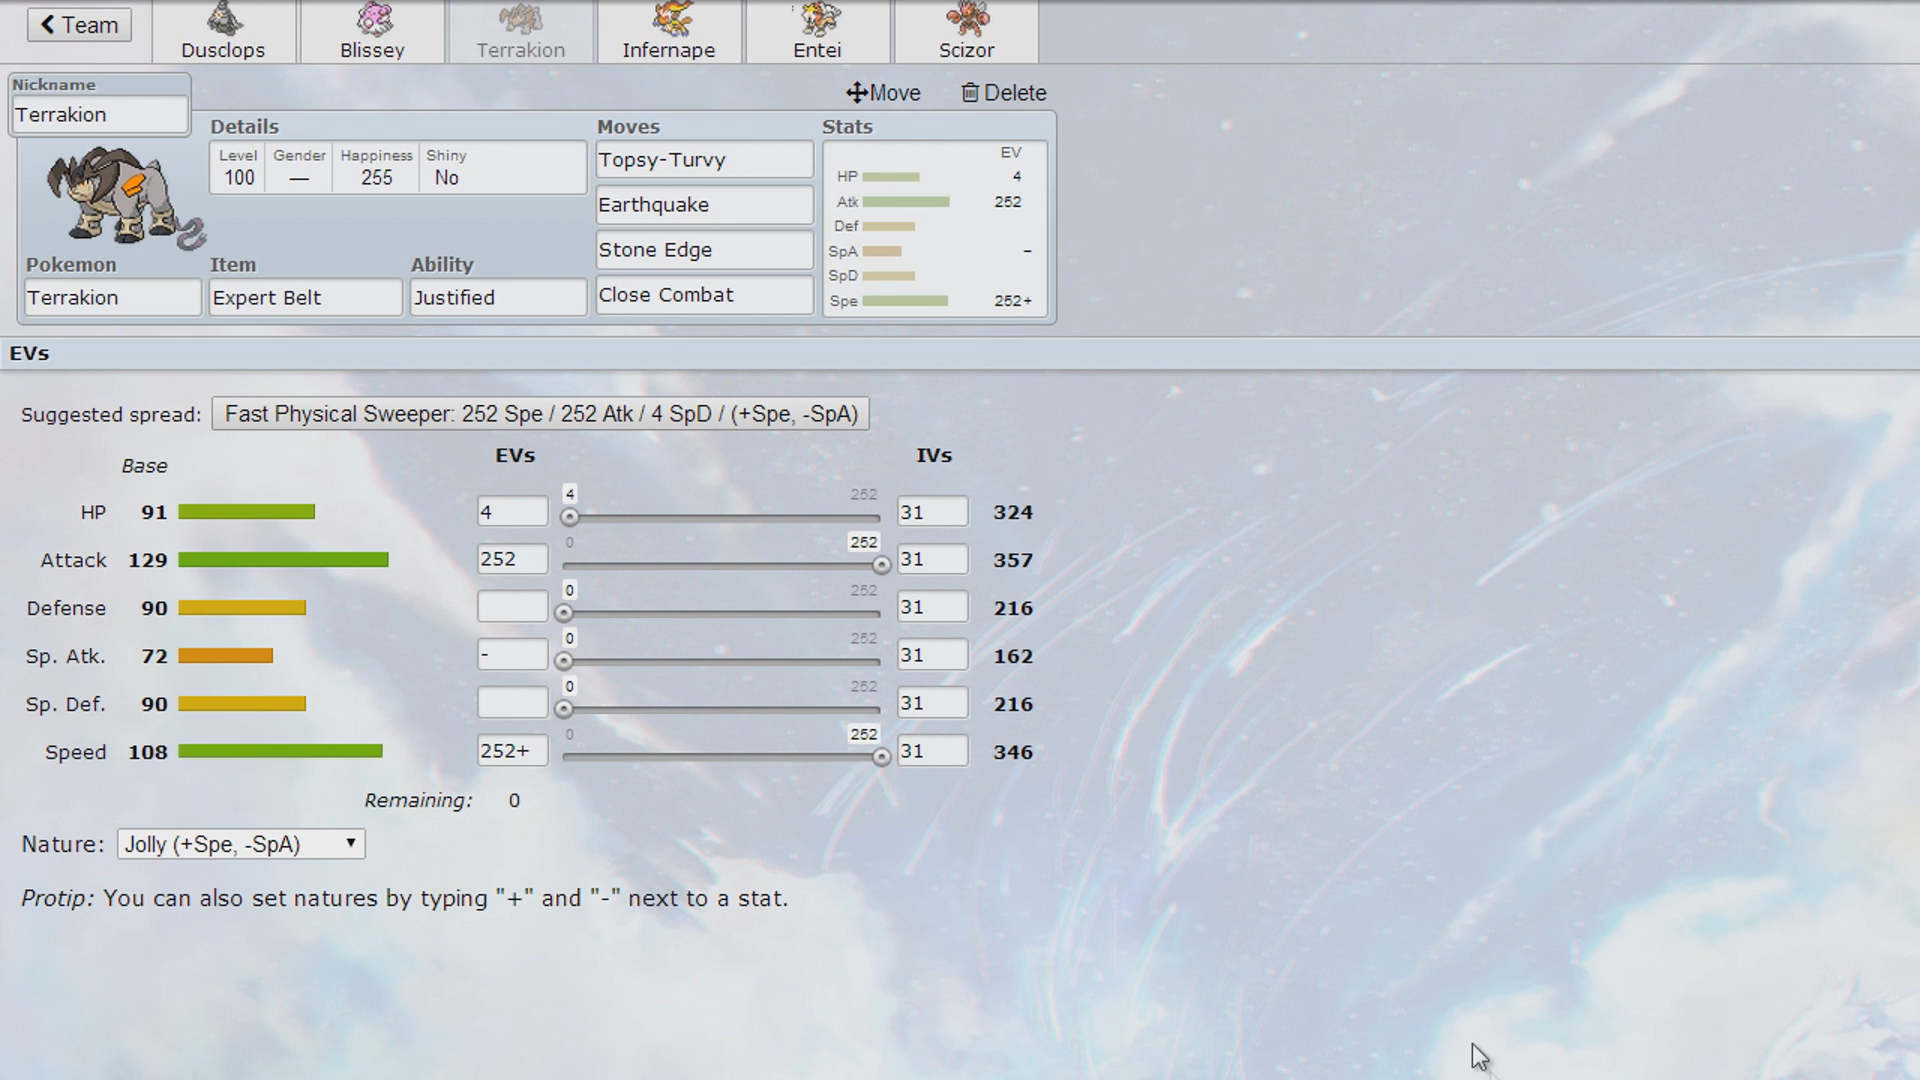 Team
Dusclops
Blissey
Terrakion
Infernape
Entei
Scizor
Nickname
Terrakion
Move
Delete
Details
Moves
Stats
Level
Gender
Happiness
Shiny
100
—
255
No
Topsy-Turvy
Earthquake
Stone Edge
Close Combat
EV
HP 4
Atk 252
Def
SpA -
SpD
Spe 252+
Pokemon
Item
Ability
Terrakion
Expert Belt
Justified
EVs
Suggested spread: Fast Physical Sweeper: 252 Spe / 252 Atk / 4 SpD / (+Spe, -SpA)
Base EVs IVs
HP 91 4 4 252 31 324
Attack 129 252 0 252 31 357
Defense 90 0 252 31 216
Sp. Atk. 72 - 0 252 31 162
Sp. Def. 90 0 252 31 216
Speed 108 252+ 0 252 31 346
Remaining: 0
Nature: Jolly (+Spe, -SpA)
Protip: You can also set natures by typing "+" and "-" next to a stat.